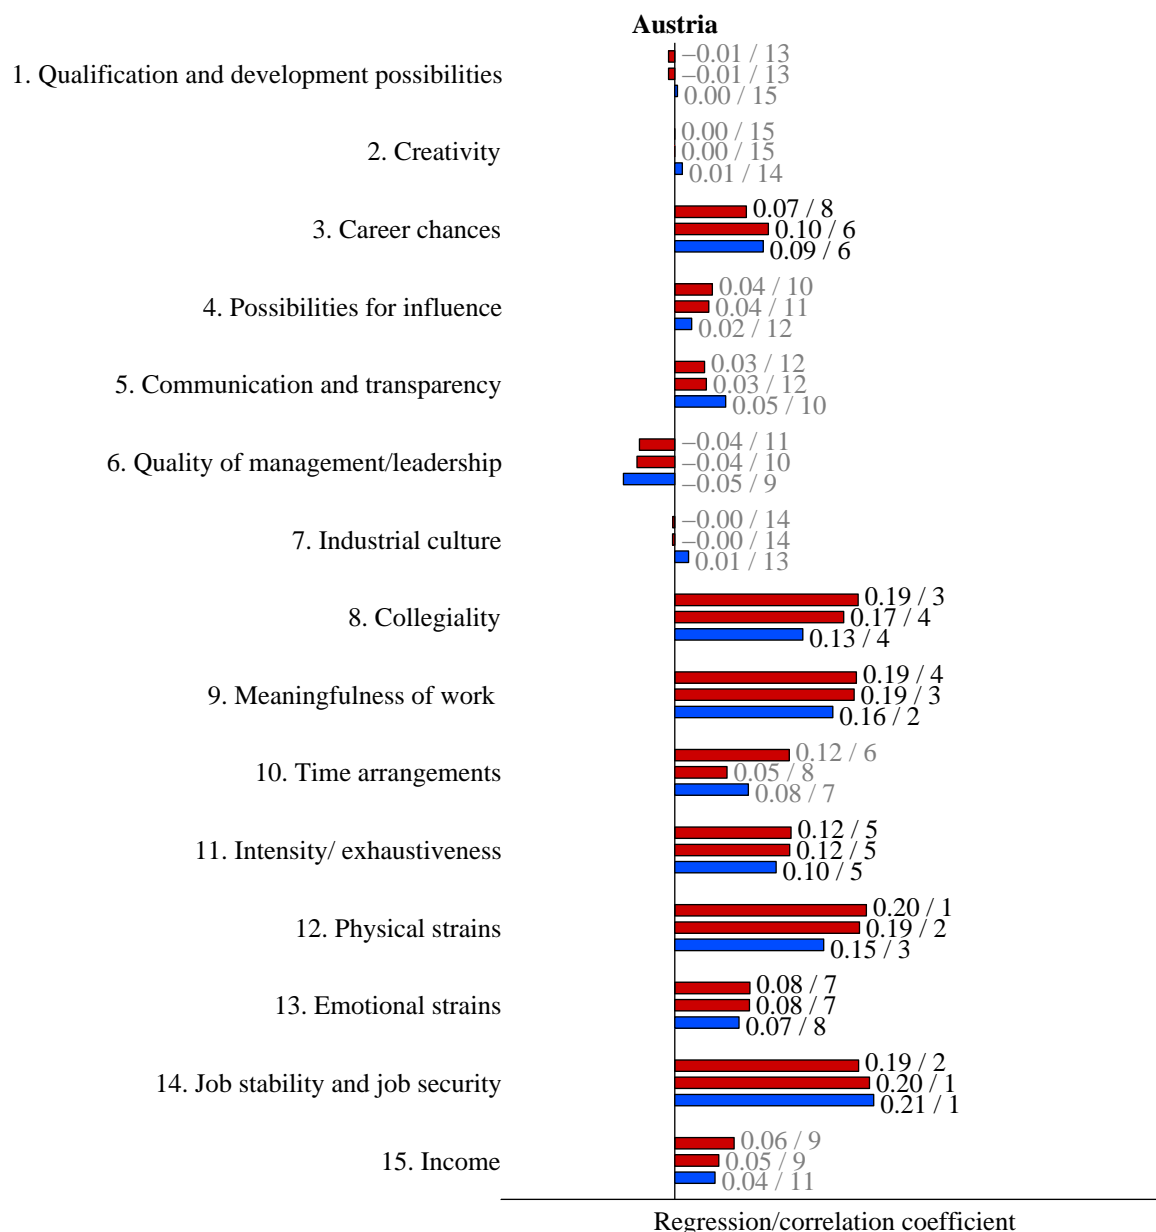 Austria
1. Qualification and development possibilities
–0.01 / 13
–0.01 / 13
0.00 / 15
2. Creativity
0.00 / 15
0.00 / 15
0.01 / 14
3. Career chances
0.07 / 8
0.10 / 6
0.09 / 6
4. Possibilities for influence
0.04 / 10
0.04 / 11
0.02 / 12
5. Communication and transparency
0.03 / 12
0.03 / 12
0.05 / 10
6. Quality of management/leadership
–0.04 / 11
–0.04 / 10
–0.05 / 9
7. Industrial culture
–0.00 / 14
–0.00 / 14
0.01 / 13
8. Collegiality
0.19 / 3
0.17 / 4
0.13 / 4
9. Meaningfulness of work
0.19 / 4
0.19 / 3
0.16 / 2
10. Time arrangements
0.12 / 6
0.05 / 8
0.08 / 7
11. Intensity/ exhaustiveness
0.12 / 5
0.12 / 5
0.10 / 5
12. Physical strains
0.20 / 1
0.19 / 2
0.15 / 3
13. Emotional strains
0.08 / 7
0.08 / 7
0.07 / 8
14. Job stability and job security
0.19 / 2
0.20 / 1
0.21 / 1
15. Income
0.06 / 9
0.05 / 9
0.04 / 11
Regression/correlation coefficient